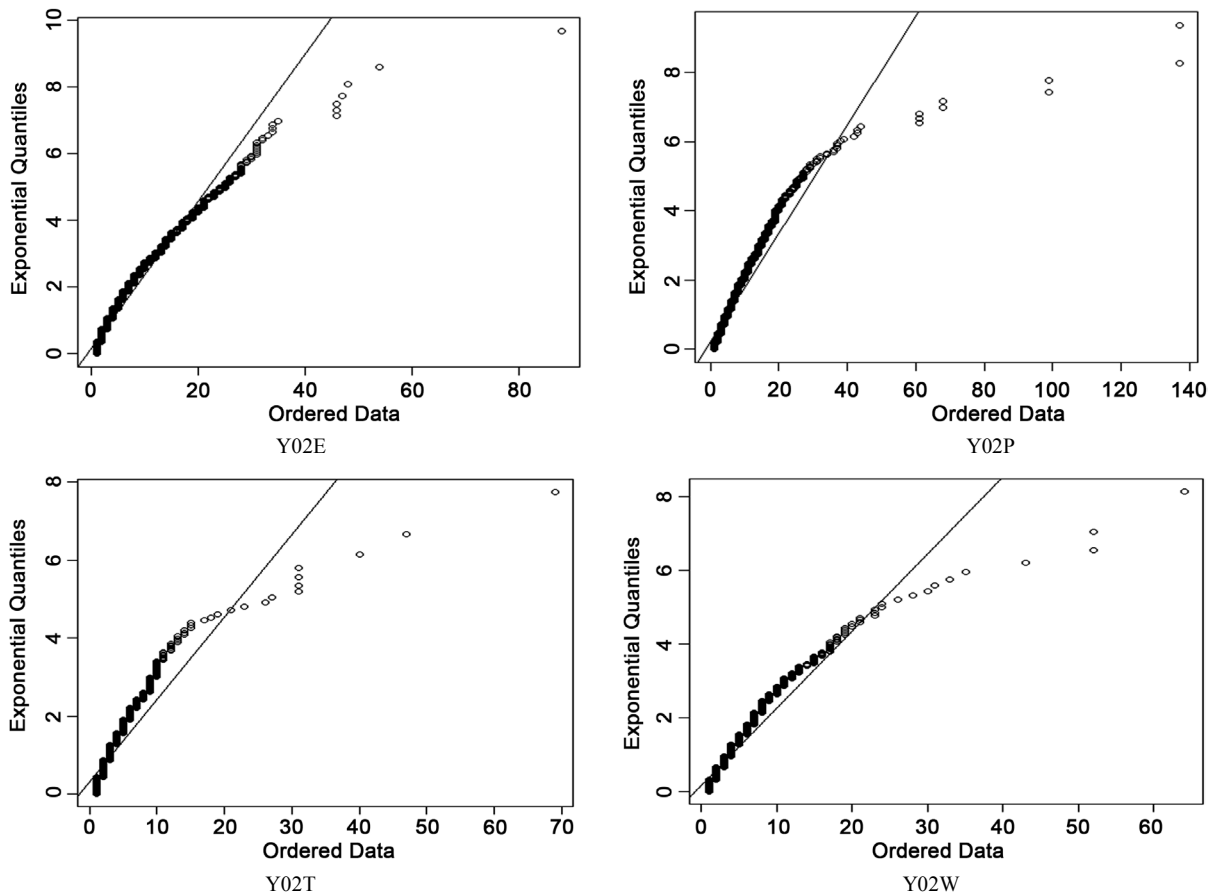 Exponential Quantiles
10
8
6
4
2
0
0 20 40 60 80
Ordered Data
Y02E
Exponential Quantiles
8
6
4
2
0
0 20 40 60 80 100 120 140
Ordered Data
Y02P
Exponential Quantiles
8
6
4
2
0
0 10 20 30 40 50 60 70
Ordered Data
Y02T
Exponential Quantiles
8
6
4
2
0
0 10 20 30 40 50 60
Ordered Data
Y02W